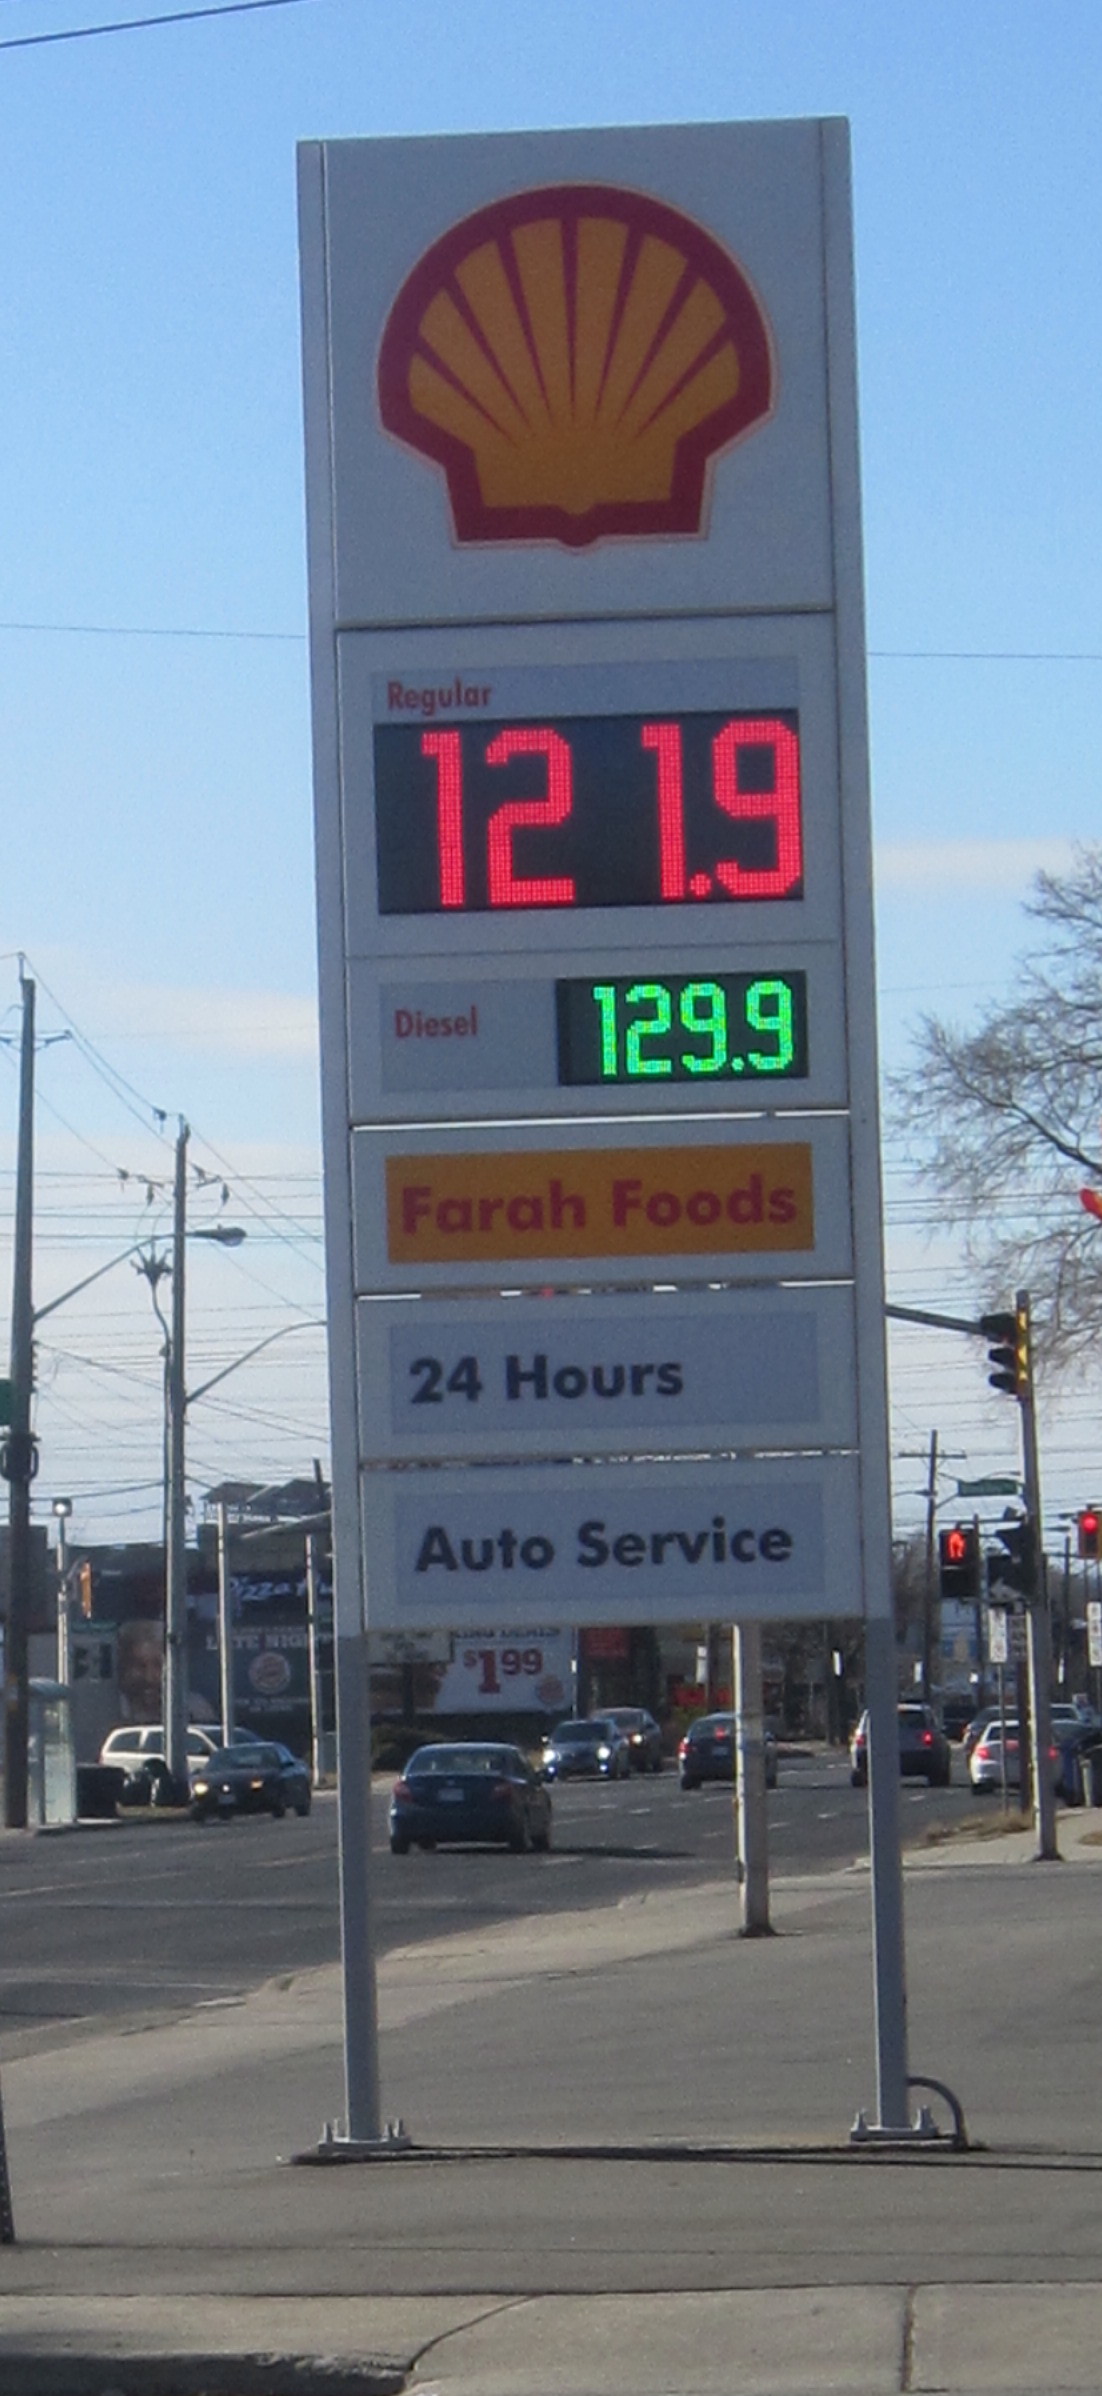 Regular
121.9
Diesel
129.9
Farah Foods
24 Hours
Auto Service
$1.99